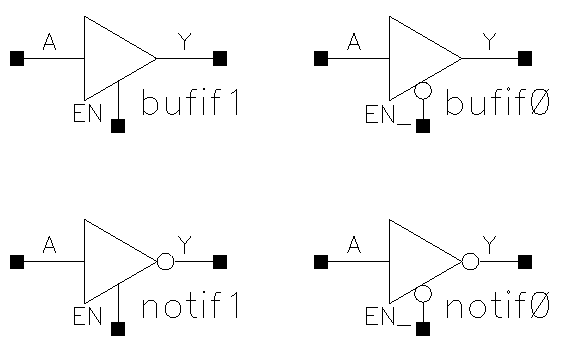 A Y
EN bufif1
A Y
EN_ bufif0
A Y
EN notif1
A Y
EN_ notif0